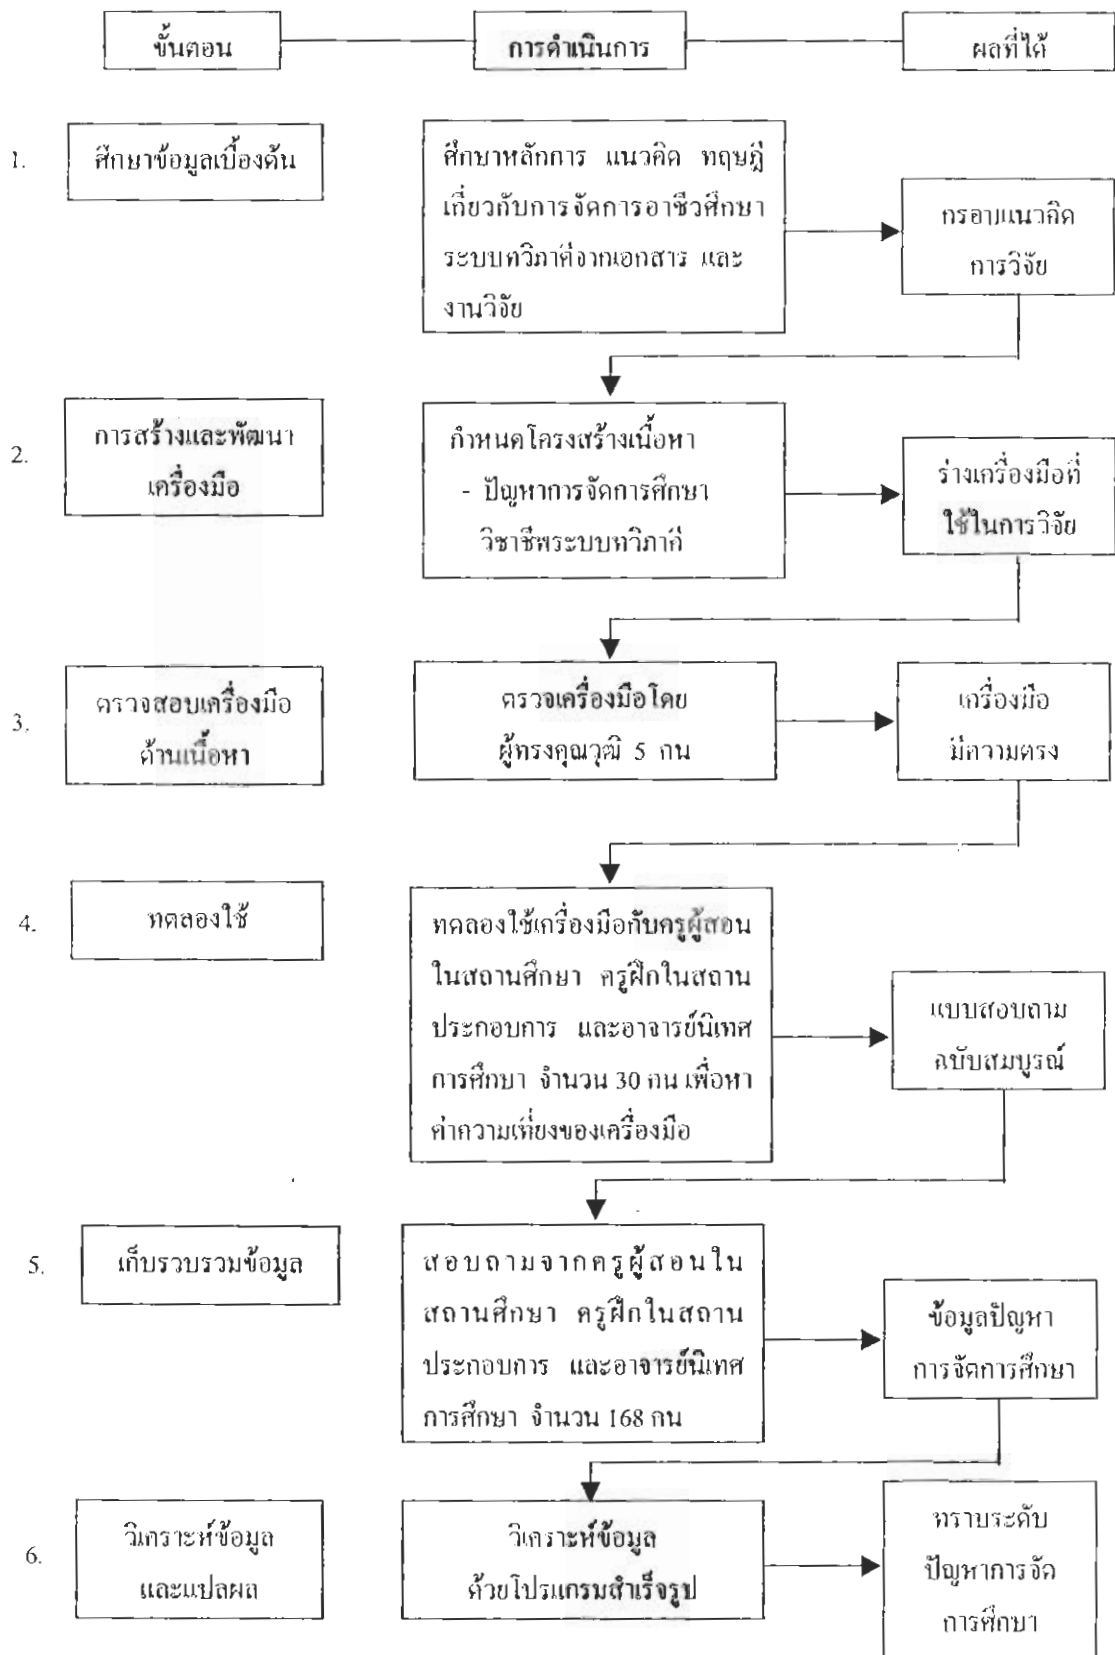 ขั้นตอน
การดำเนินการ
ผลที่ได้
1.
ศึกษาข้อมูลเบื้องต้น
ศึกษาหลักการ แนวคิด ทฤษฎี
เกี่ยวกับการจัดการอาชีวศึกษา
ระบบทวิภาคีจากเอกสาร และ
งานวิจัย
กรอบแนวคิด
การวิจัย
2.
การสร้างและพัฒนา
เครื่องมือ
กำหนดโครงสร้างเนื้อหา
- ปัญหาการจัดการศึกษา
วิชาชีพระบบทวิภาคี
ร่างเครื่องมือที่
ใช้ในการวิจัย
3.
ตรวจสอบเครื่องมือ
ด้านเนื้อหา
ตรวจเครื่องมือโดย
ผู้ทรงคุณวุฒิ 5 คน
เครื่องมือ
มีความตรง
4.
ทดลองใช้
ทดลองใช้เครื่องมือกับครูผู้สอน
ในสถานศึกษา ครูฝึกในสถาน
ประกอบการ และอาจารย์นิเทศ
การศึกษา จำนวน 30 คน เพื่อหา
ค่าความเที่ยงของเครื่องมือ
แบบสอบถาม
ฉบับสมบูรณ์
5.
เก็บรวบรวมข้อมูล
สอบถามจากครูผู้สอนใน
สถานศึกษา ครูฝึกในสถาน
ประกอบการ และอาจารย์นิเทศ
การศึกษา จำนวน 168 คน
ข้อมูลปัญหา
การจัดการศึกษา
6.
วิเคราะห์ข้อมูล
และแปลผล
วิเคราะห์ข้อมูล
ด้วยโปรแกรมสำเร็จรูป
ทราบระดับ
ปัญหาการจัด
การศึกษา